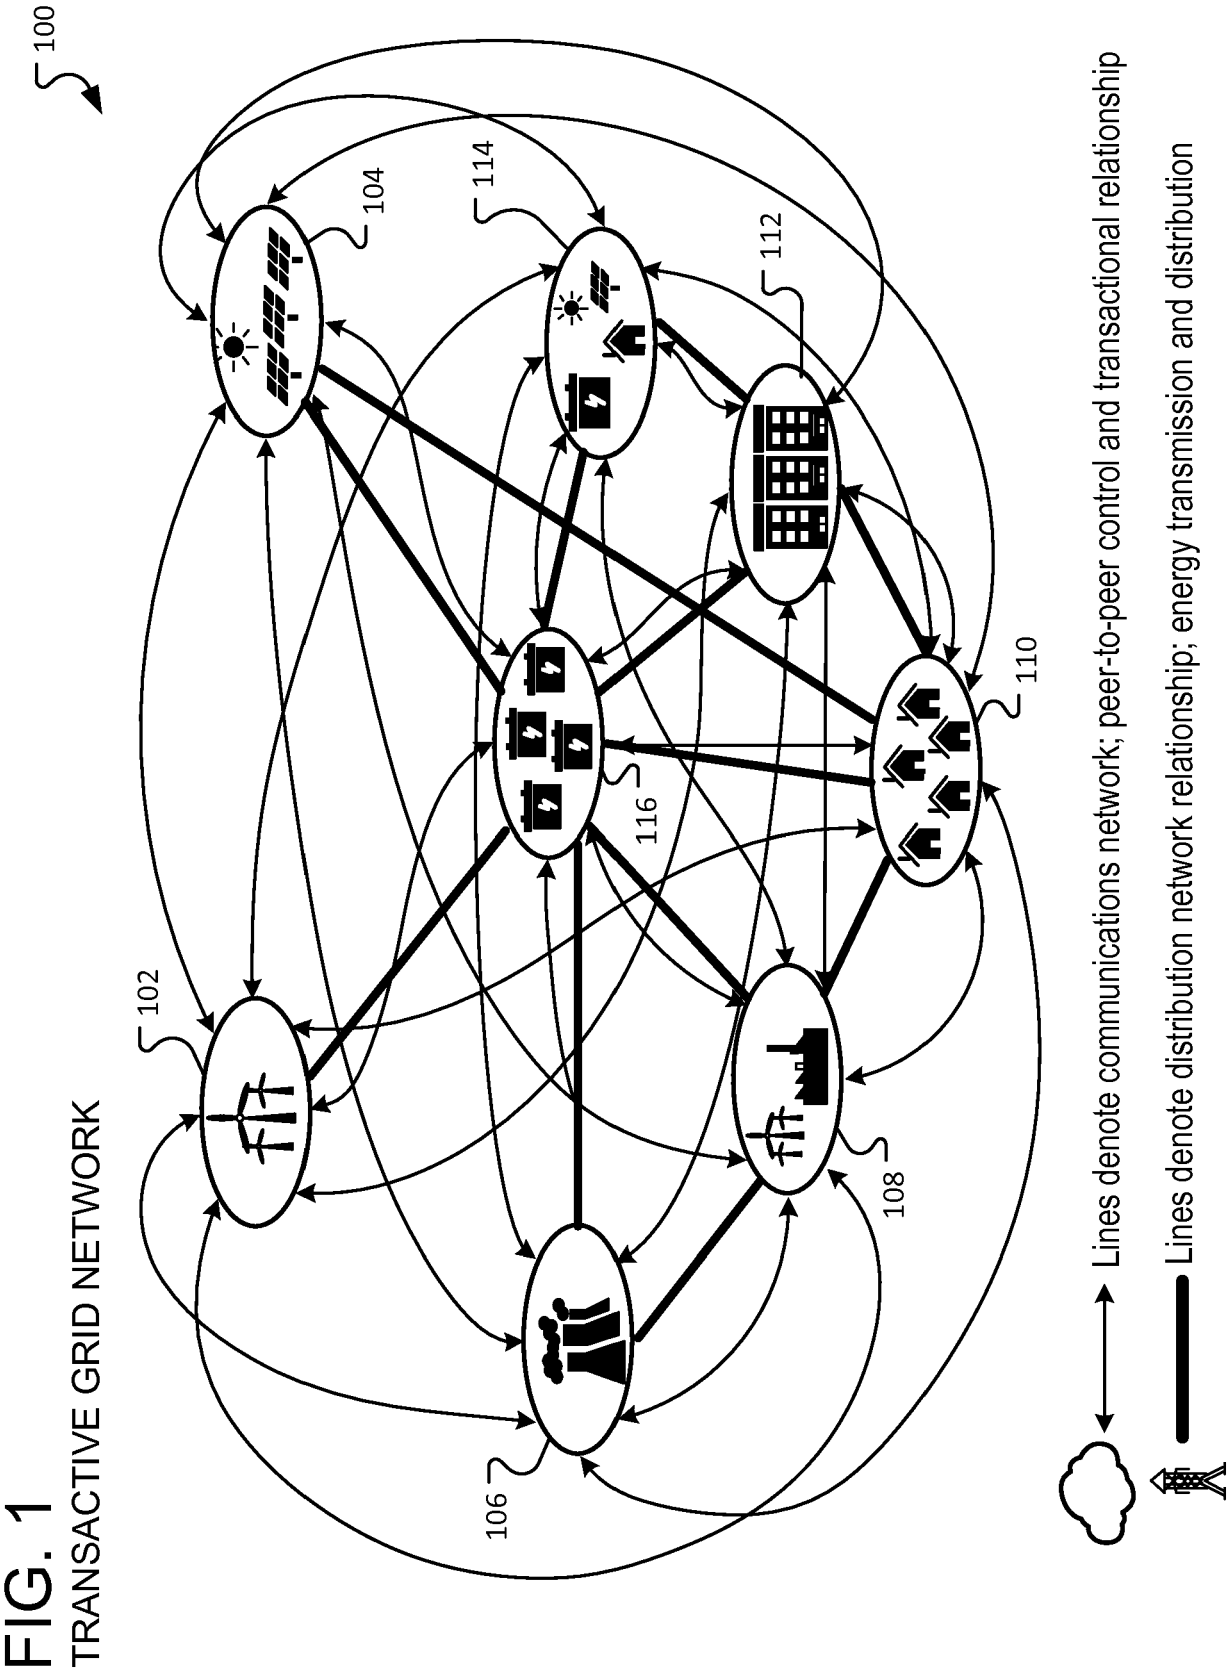 FIG. 1
TRANSACTIVE GRID NETWORK
100
102
104
106
116
114
112
108
110
Lines denote communications network; peer-to-peer control and transactional relationship
Lines denote distribution network relationship; energy transmission and distribution